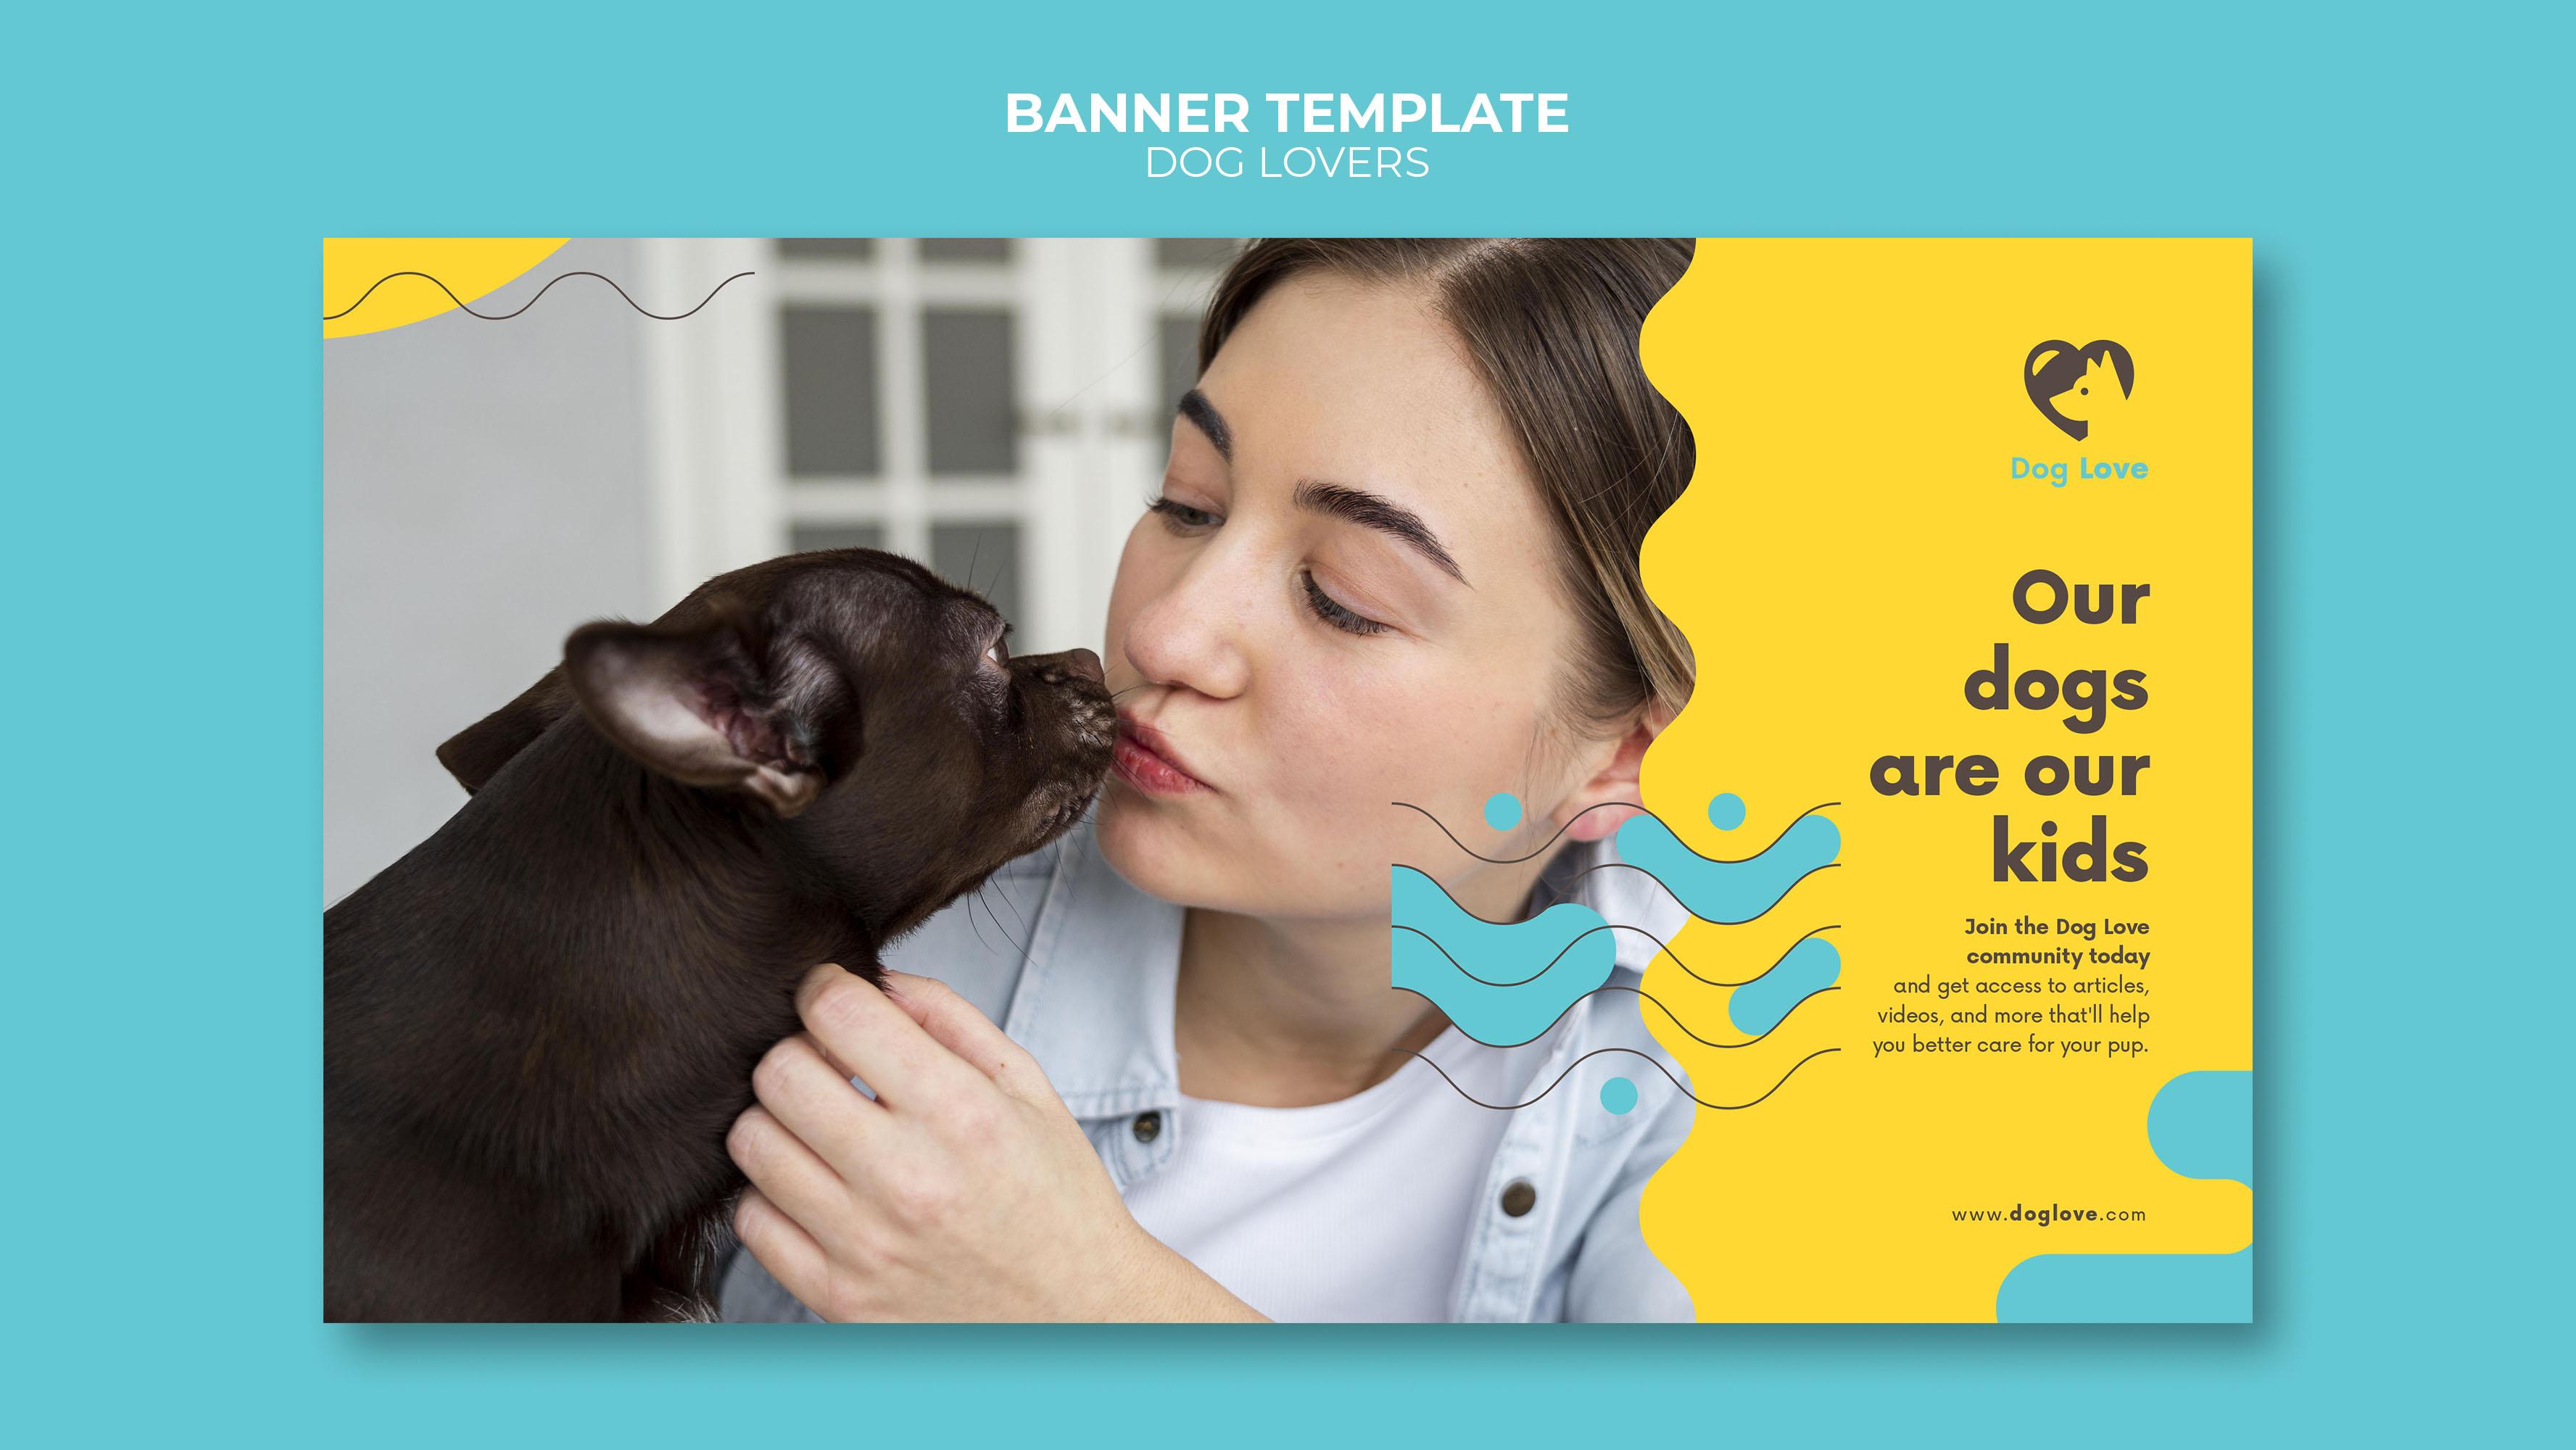 BANNER TEMPLATE
DOG LOVERS
Dog Love
Our
dogs
are our
kids
Join the Dog Love
community today
and get access to articles,
videos, and more that'll help
you better care for your pup.
www.doglove.com